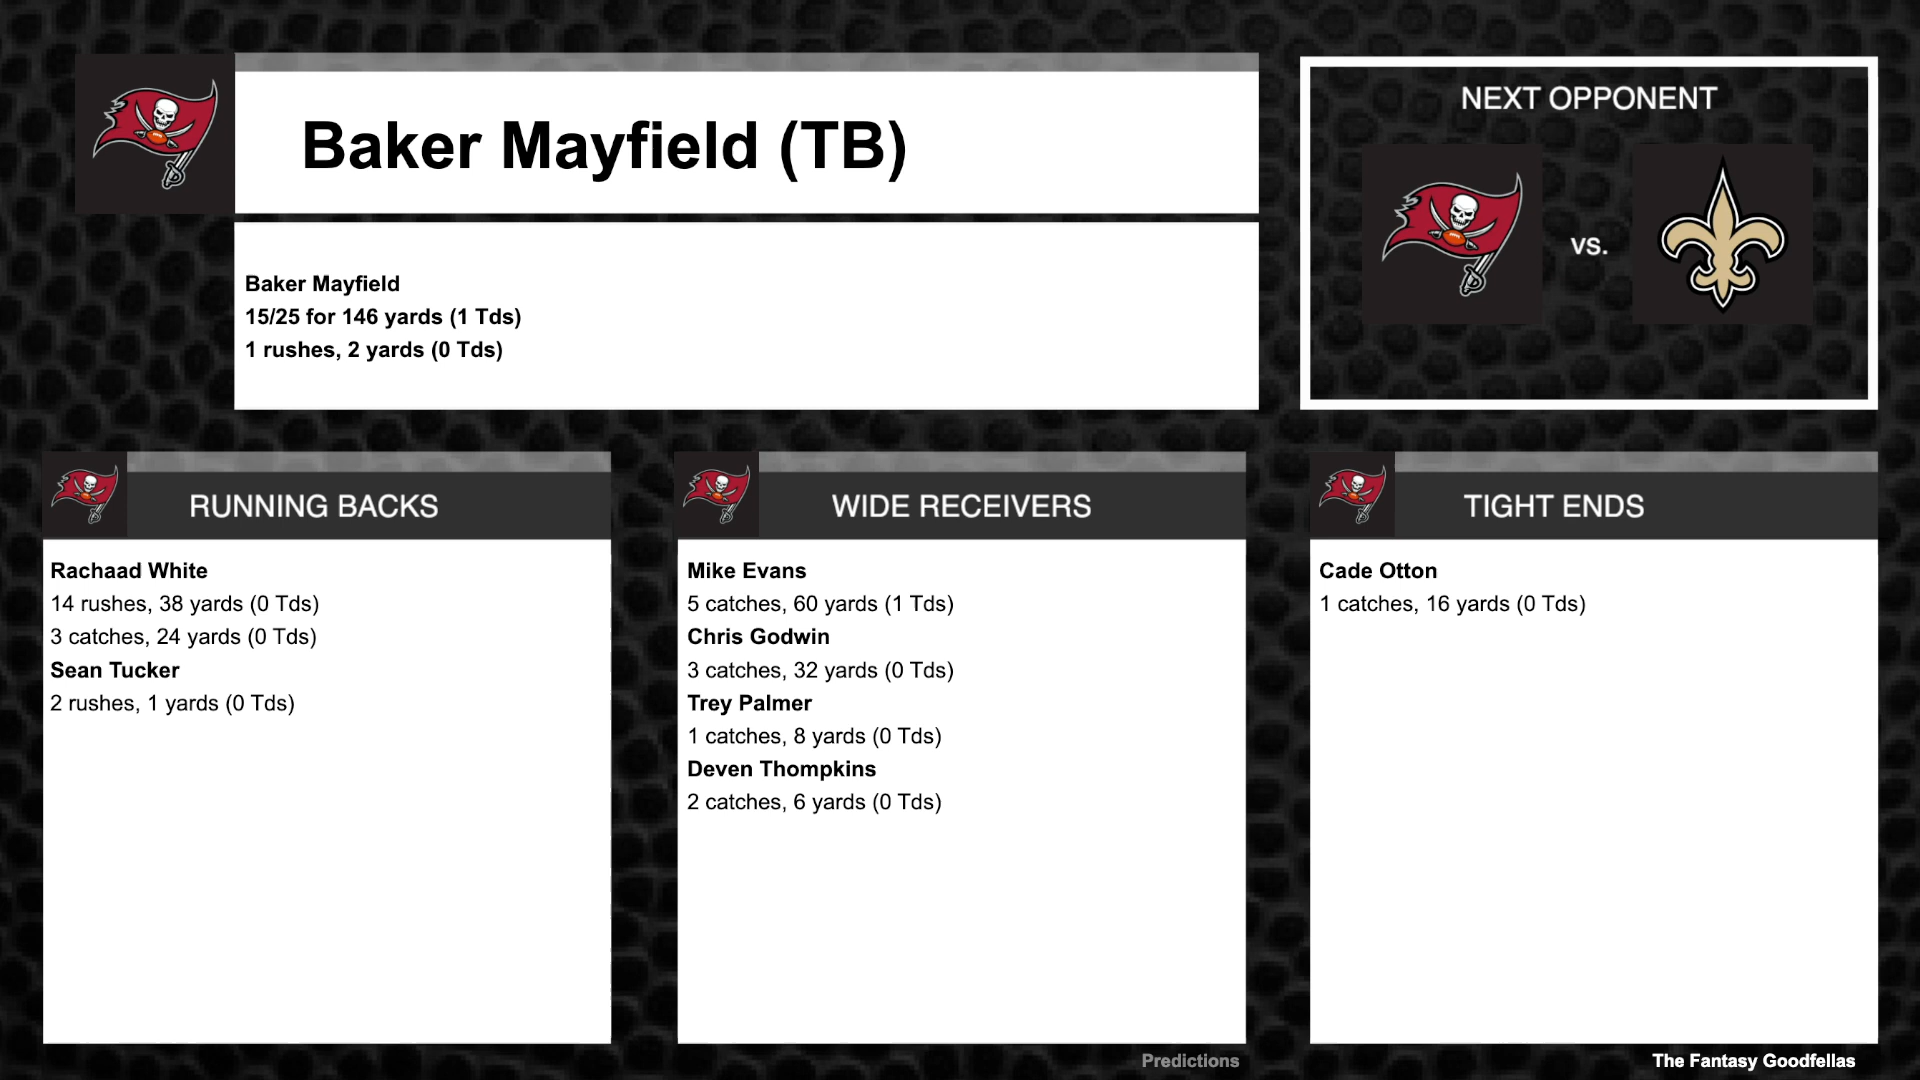 Baker Mayfield (TB)
NEXT OPPONENT
VS.
Baker Mayfield
15/25 for 146 yards (1 Tds)
1 rushes, 2 yards (0 Tds)
RUNNING BACKS
Rachaad White
14 rushes, 38 yards (0 Tds)
3 catches, 24 yards (0 Tds)
Sean Tucker
2 rushes, 1 yards (0 Tds)
WIDE RECEIVERS
Mike Evans
5 catches, 60 yards (1 Tds)
Chris Godwin
3 catches, 32 yards (0 Tds)
Trey Palmer
1 catches, 8 yards (0 Tds)
Deven Thompkins
2 catches, 6 yards (0 Tds)
TIGHT ENDS
Cade Otton
1 catches, 16 yards (0 Tds)
Predictions
The Fantasy Goodfellas